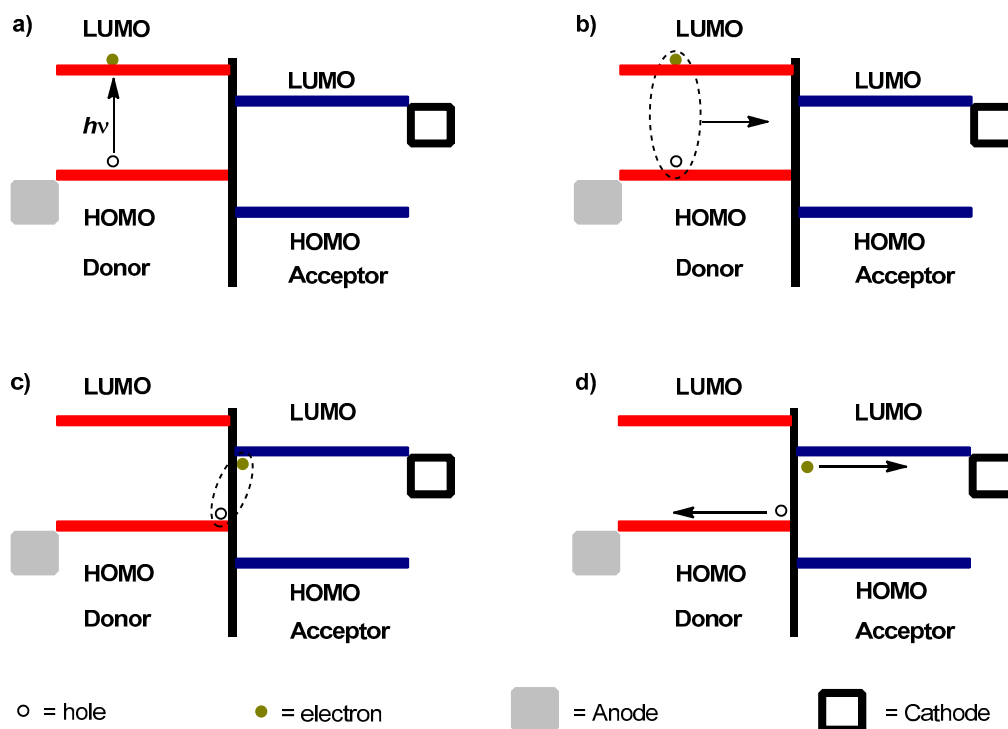 a)
LUMO
LUMO
hν
HOMO
HOMO
Donor
Acceptor
b)
LUMO
LUMO
HOMO
HOMO
Donor
Acceptor
c)
LUMO
LUMO
HOMO
HOMO
Donor
Acceptor
d)
LUMO
LUMO
HOMO
HOMO
Donor
Acceptor
= hole
= electron
= Anode
= Cathode